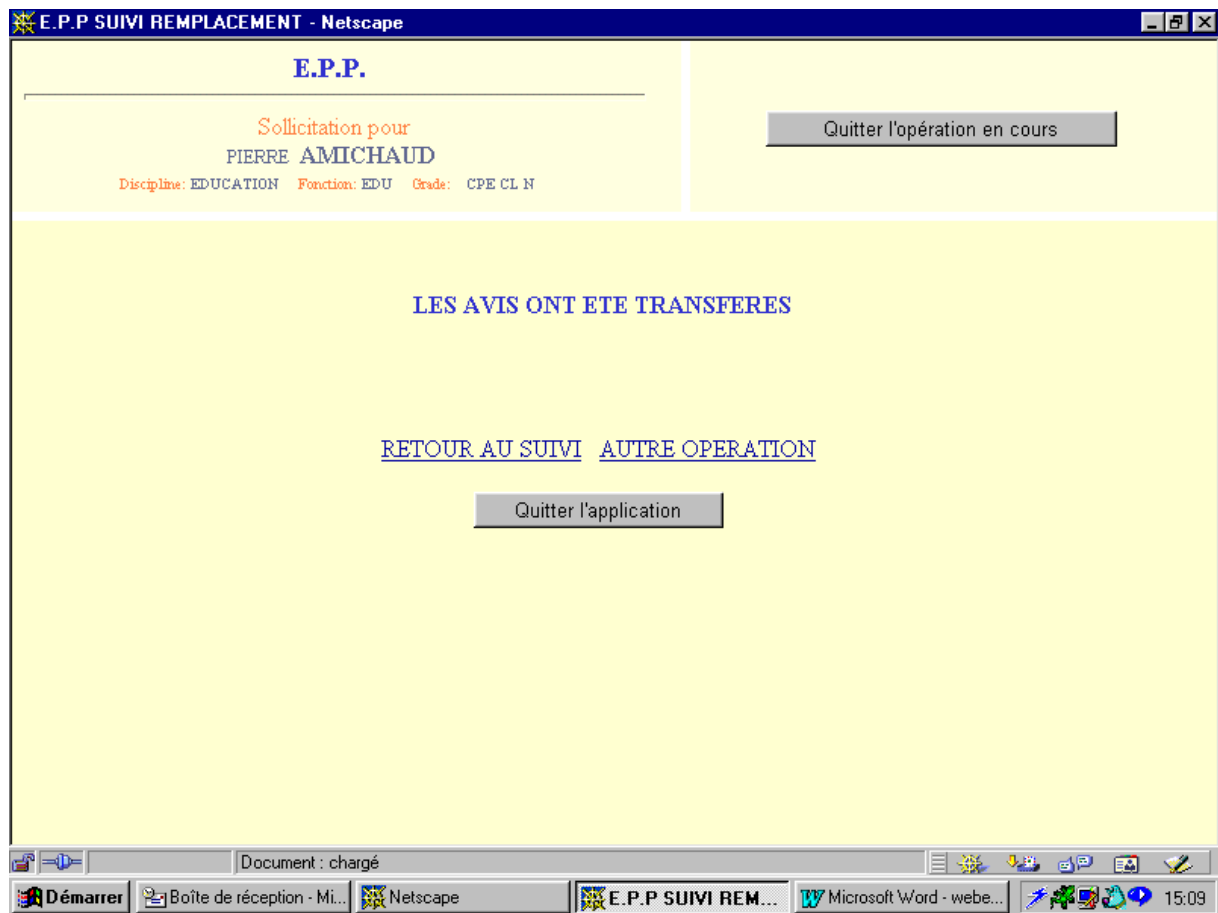 E.P.P SUIVI REMPLACEMENT - Netscape
E.P.P.
Sollicitation pour
PIERRE AMICHAUD
Discipline: EDUCATION Fonction: EDU Grade: CPE CL N
Quitter l'opération en cours
LES AVIS ONT ETE TRANSFERES
RETOUR AU SUIVI AUTRE OPERATION
Quitter l'application
Document : chargé
Démarrer Boîte de réception - Mi... Netscape E.P.P SUIVI REM... Microsoft Word - webe... 15:09